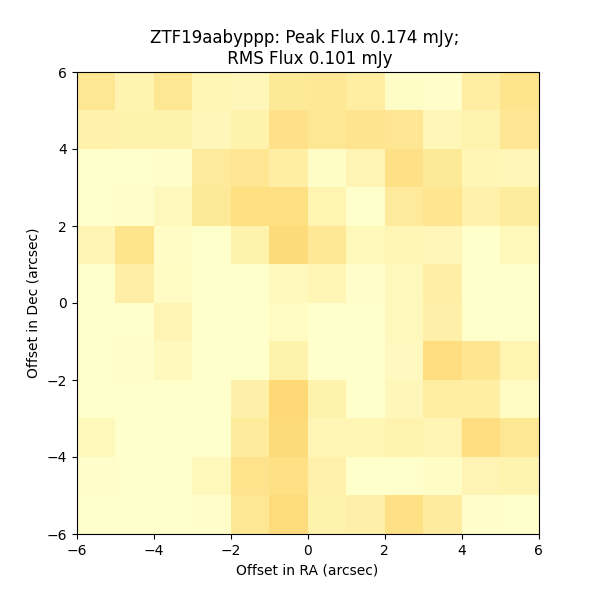 ZTF19aabyppp: Peak Flux 0.174 mJy;
RMS Flux 0.101 mJy
6
4
2
0
−2
−4
−6
Offset in Dec (arcsec)
−6 −4 −2 0 2 4 6
Offset in RA (arcsec)